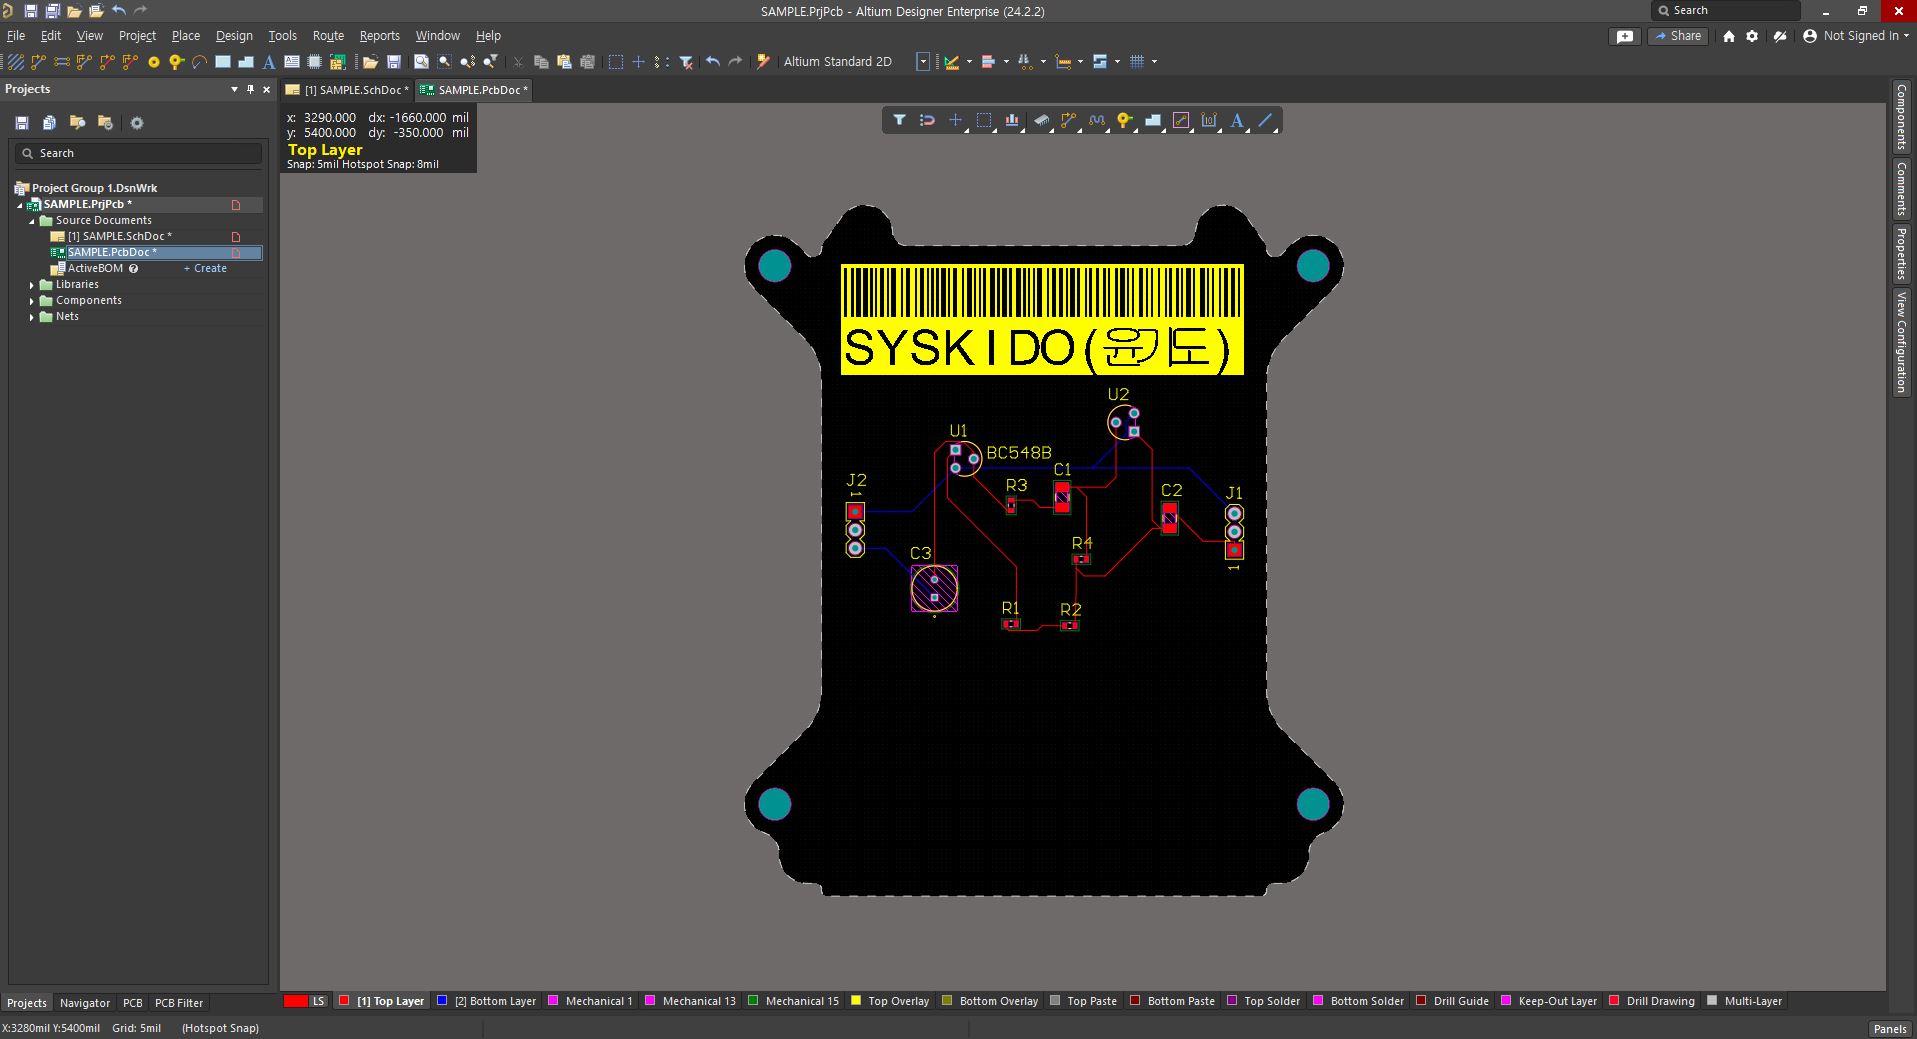 SAMPLE.PrjPcb - Altium Designer Enterprise (24.2.2)
Search
File Edit View Project Place Design Tools Route Reports Window Help
Share
Not Signed In
Altium Standard 2D
Projects
[1] SAMPLE.SchDoc *
SAMPLE.PcbDoc *
x: 3290.000 dx: -1660.000 mil
y: 5400.000 dy: -350.000 mil
Top Layer
Snap: 5mil Hotspot Snap: 8mil
Search
Project Group 1.DsnWrk
SAMPLE.PrjPcb *
Source Documents
[1] SAMPLE.SchDoc *
SAMPLE.PcbDoc *
ActiveBOM
+ Create
Libraries
Components
Nets
Components
Components
Properties
View Configuration
SYSKIDO(윤도)
U2
U1
BC548B
C1
J2
1
R3
C2
J1
C3
R4
1
R1
R2
Projects Navigator PCB PCB Filter
LS [1] Top Layer [2] Bottom Layer Mechanical 1 Mechanical 13 Mechanical 15 Top Overlay Bottom Overlay Top Paste Bottom Paste Top Solder Bottom Solder Drill Guide Keep-Out Layer Drill Drawing Multi-Layer
X:3280mil Y:5400mil Grid: 5mil (Hotspot Snap)
Panels